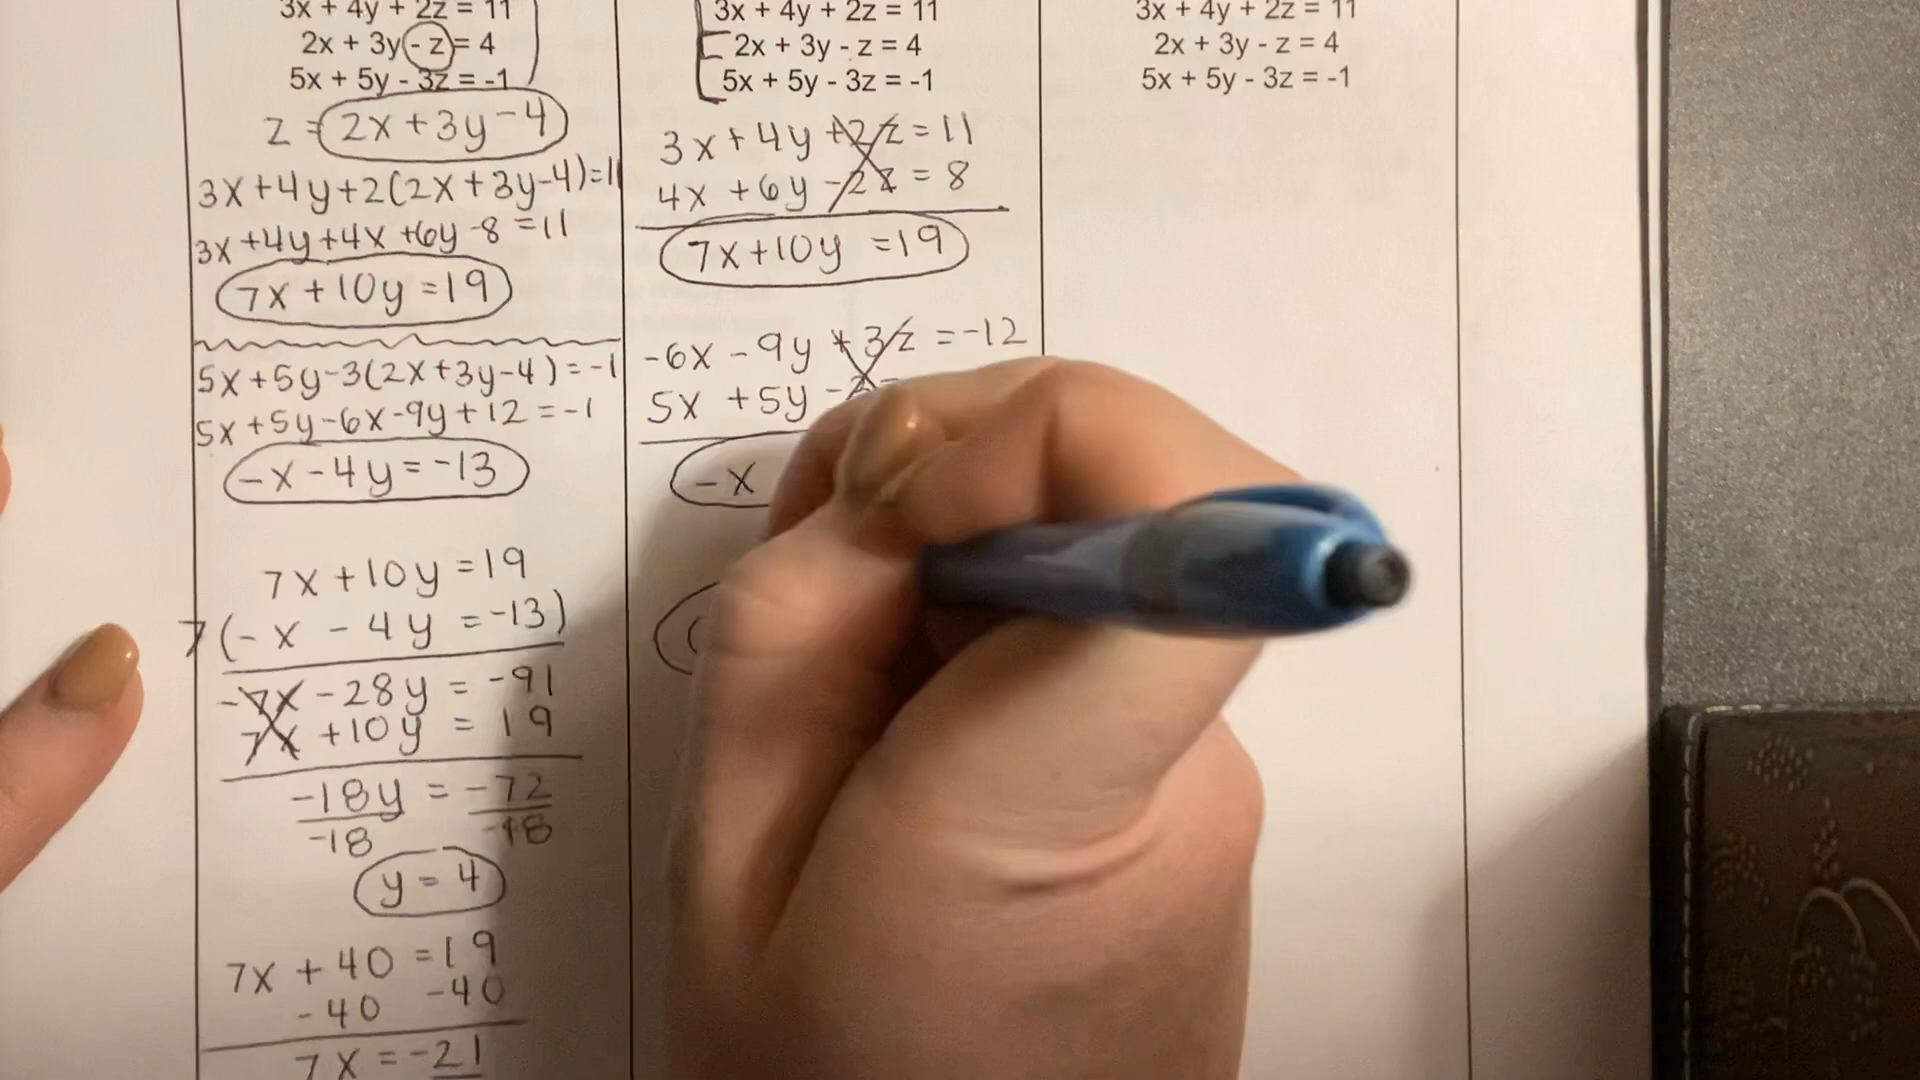 3x + 4y + 2z = 11
2x + 3y - z = 4
5x + 5y - 3z = -1
z = 2x + 3y - 4
3x + 4y + 2(2x + 3y - 4) = 11
3x + 4y + 4x + 6y - 8 = 11
7x + 10y = 19
5x + 5y - 3(2x + 3y - 4) = -1
5x + 5y - 6x - 9y + 12 = -1
-x - 4y = -13
7x + 10y = 19
7(-x - 4y = -13)
-7x - 28y = -91
7x + 10y = 19
-18y = -72
-18 -18
y = 4
7x + 40 = 19
-40 -40
7x = -21
3x + 4y + 2z = 11
2x + 3y - z = 4
5x + 5y - 3z = -1
3x + 4y + 2z = 11
4x + 6y - 2z = 8
7x + 10y = 19
-6x - 9y + 3z = -12
5x + 5y -
-x
3x + 4y + 2z = 11
2x + 3y - z = 4
5x + 5y - 3z = -1